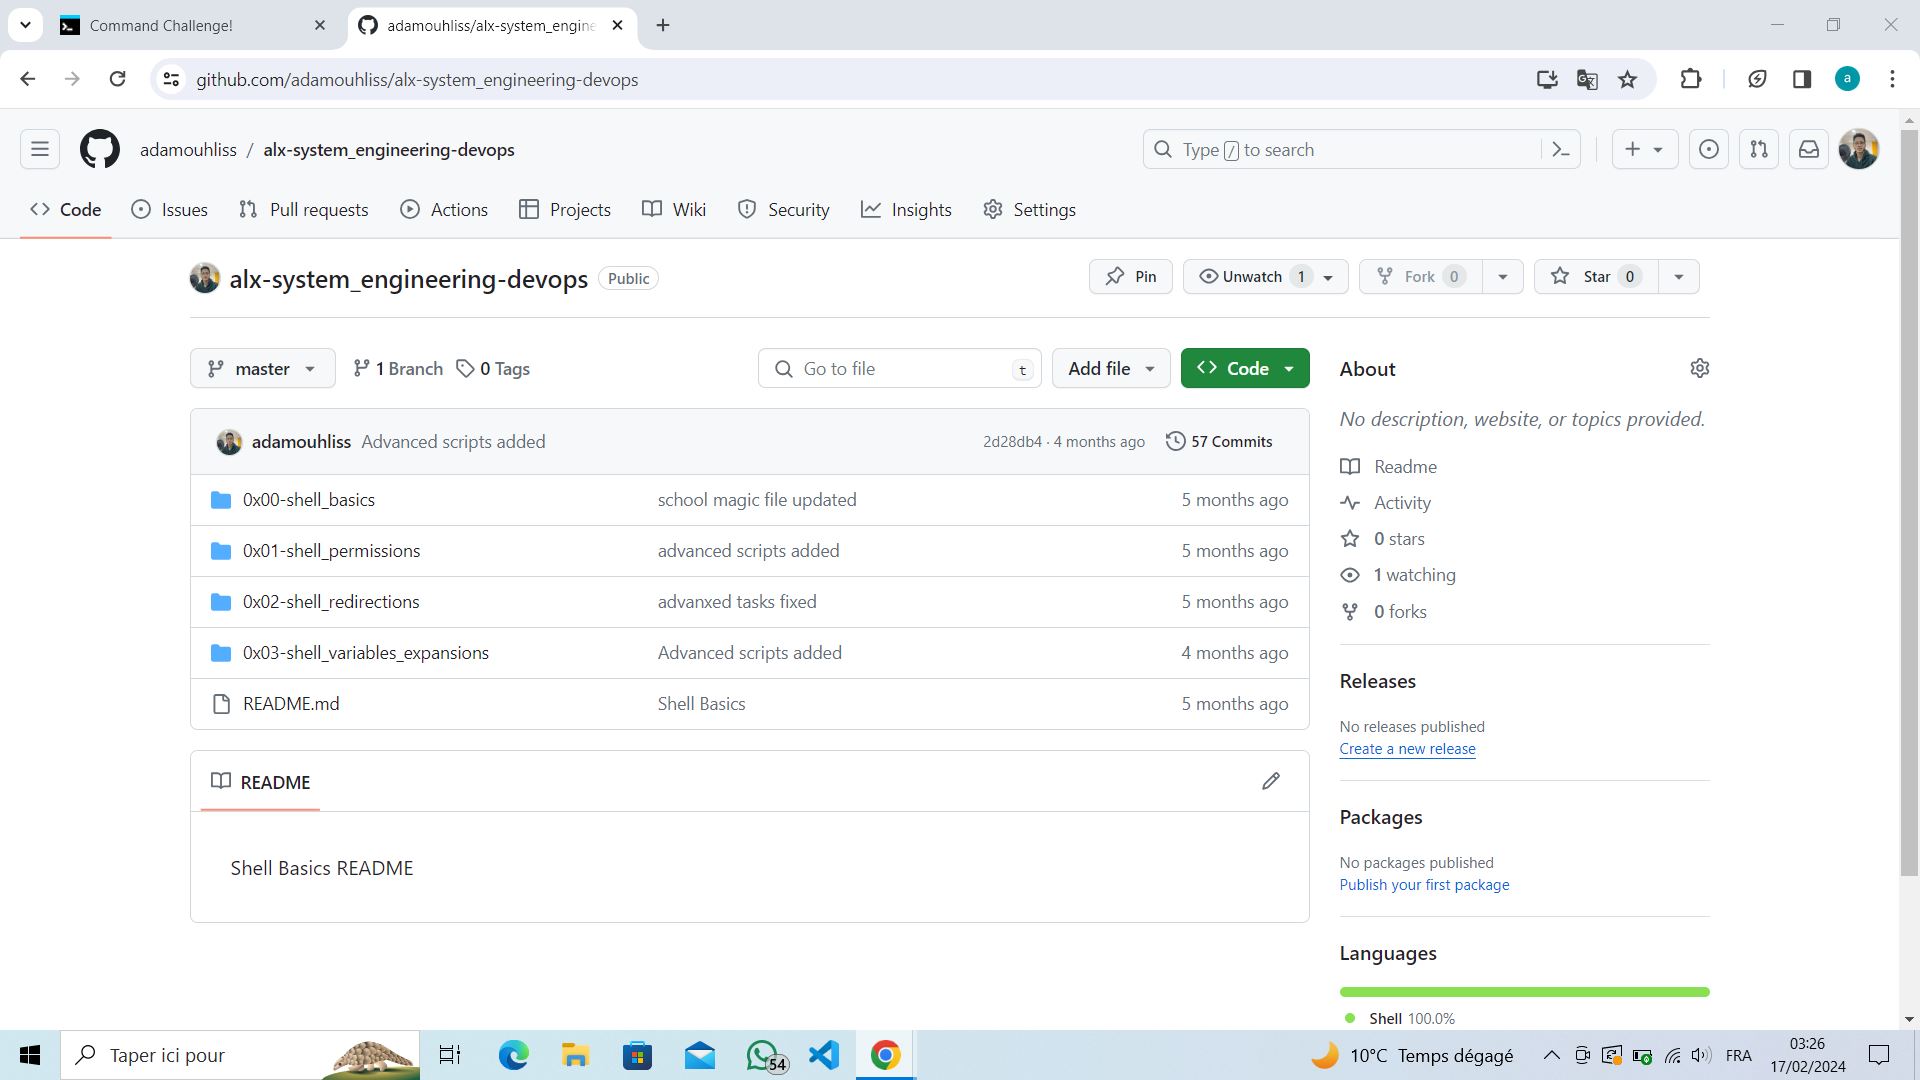 Command Challenge!
adamouhliss/alx-system_engine
github.com/adamouhliss/alx-system_engineering-devops
a
adamouhliss / alx-system_engineering-devops
Type / to search
Code Issues Pull requests Actions Projects Wiki Security Insights Settings
alx-system_engineering-devops Public
Pin Unwatch 1 Fork 0 Star 0
master 1 Branch 0 Tags Go to file t Add file Code
adamouhliss Advanced scripts added 2d28db4 · 4 months ago 57 Commits
0x00-shell_basics school magic file updated 5 months ago
0x01-shell_permissions advanced scripts added 5 months ago
0x02-shell_redirections advanxed tasks fixed 5 months ago
0x03-shell_variables_expansions Advanced scripts added 4 months ago
README.md Shell Basics 5 months ago
README
Shell Basics README
About
No description, website, or topics provided.
Readme
Activity
0 stars
1 watching
0 forks
Releases
No releases published
Create a new release
Packages
No packages published
Publish your first package
Languages
Shell 100.0%
Taper ici pour
54
10°C Temps dégagé
FRA
03:26
17/02/2024